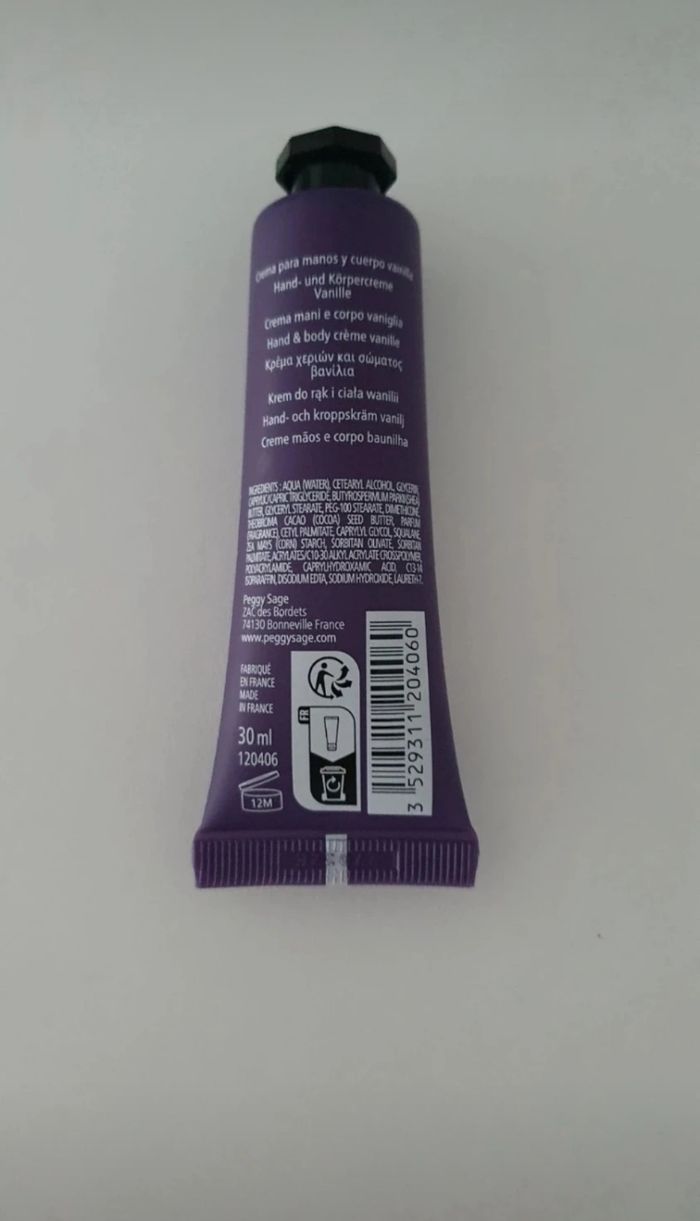 Crema para manos y cuerpo vainilla
Hand- und Körpercreme
Vanille
Crema mani e corpo vaniglia
Hand & body crème vanille
Κρέμα χεριών και σώματος
βανίλια
Krem do rąk i ciała wanilii
Hand- och kroppskräm vanilj
Creme mãos e corpo baunilha
INGREDIENTS : AQUA (WATER), CETEARYL ALCOHOL, GLYCERIN,
CAPRYLIC/CAPRIC TRIGLYCERIDE, BUTYROSPERMUM PARKII (SHEA)
BUTTER, GLYCERYL STEARATE, PEG-100 STEARATE, DIMETHICONE,
THEOBROMA CACAO (COCOA) SEED BUTTER, PARFUM
(FRAGRANCE), CETYL PALMITATE, CAPRYLYL GLYCOL, SQUALANE,
ZEA MAYS (CORN) STARCH, SORBITAN OLIVATE, SORBITAN
PALMITATE, ACRYLATES/C10-30 ALKYL ACRYLATE CROSSPOLYMER,
POLYACRYLAMIDE, CAPRYLHYDROXAMIC ACID, C13-14
ISOPARAFFIN, DISODIUM EDTA, SODIUM HYDROXIDE, LAURETH-7.
Peggy Sage
ZAC des Bordets
74130 Bonneville France
www.peggysage.com
FABRIQUÉ
EN FRANCE
MADE
IN FRANCE
30 ml
120406
12M
FR
3 529311 204060